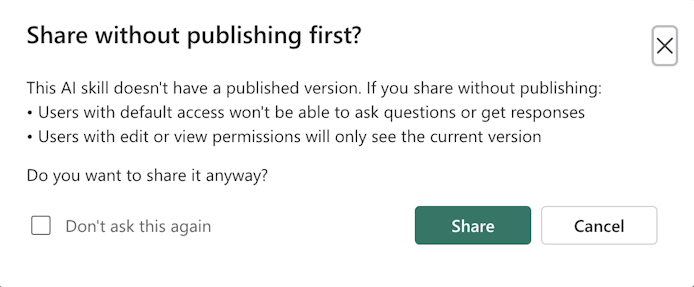 Share without publishing first?
This AI skill doesn't have a published version. If you share without publishing:
• Users with default access won't be able to ask questions or get responses
• Users with edit or view permissions will only see the current version
Do you want to share it anyway?
Don't ask this again
Share
Cancel